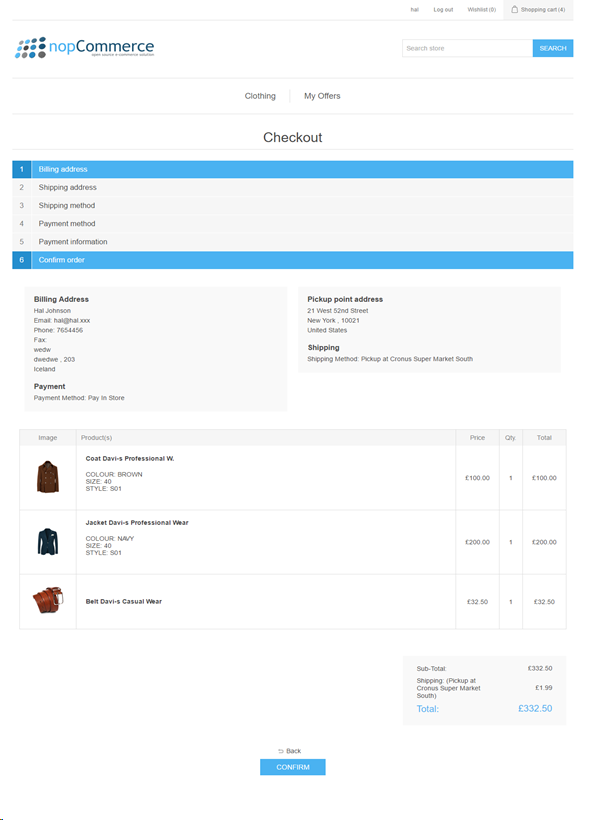 hal Log out Wishlist (0) Shopping cart (4)
nopCommerce
open source e-commerce solution
Search store SEARCH
Clothing My Offers
Checkout
1 Billing address
2 Shipping address
3 Shipping method
4 Payment method
5 Payment information
6 Confirm order
Billing Address
Hal Johnson
Email: hal@hal.xxx
Phone: 7654456
Fax:
wedw
dwedwe , 203
Iceland
Payment
Payment Method: Pay In Store
Pickup point address
21 West 52nd Street
New York , 10021
United States
Shipping
Shipping Method: Pickup at Cronus Super Market South
Image Product(s) Price Qty. Total
Coat Davi-s Professional W.
COLOUR: BROWN
SIZE: 40
STYLE: S01
£100.00 1 £100.00
Jacket Davi-s Professional Wear
COLOUR: NAVY
SIZE: 40
STYLE: S01
£200.00 1 £200.00
Belt Davi-s Casual Wear £32.50 1 £32.50
Sub-Total: £332.50
Shipping: (Pickup at
Cronus Super Market
South)
£1.99
Total: £332.50
Back
CONFIRM